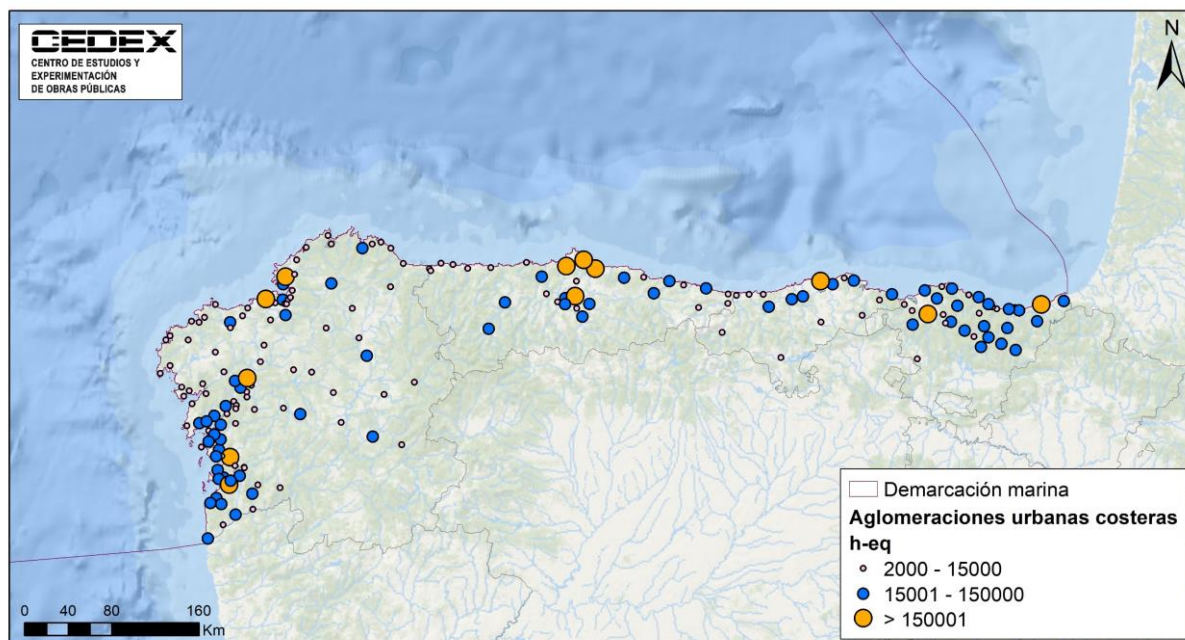 CEDEX
CENTRO DE ESTUDIOS Y
EXPERIMENTACIÓN
DE OBRAS PÚBLICAS
N
Demarcación marina
Aglomeraciones urbanas costeras
h-eq
2000 - 15000
15001 - 150000
> 150001
0 40 80 160
Km